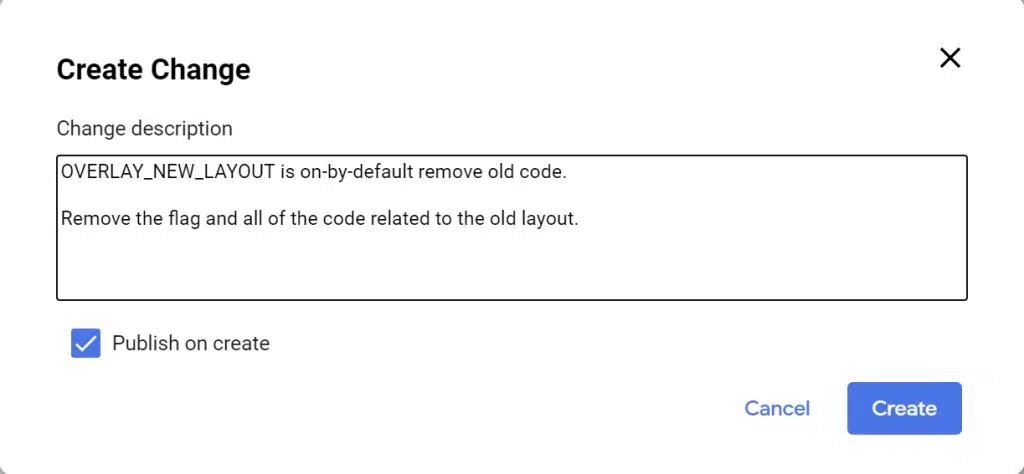 Create Change
Change description
OVERLAY_NEW_LAYOUT is on-by-default remove old code.
Remove the flag and all of the code related to the old layout.
Publish on create
Cancel
Create